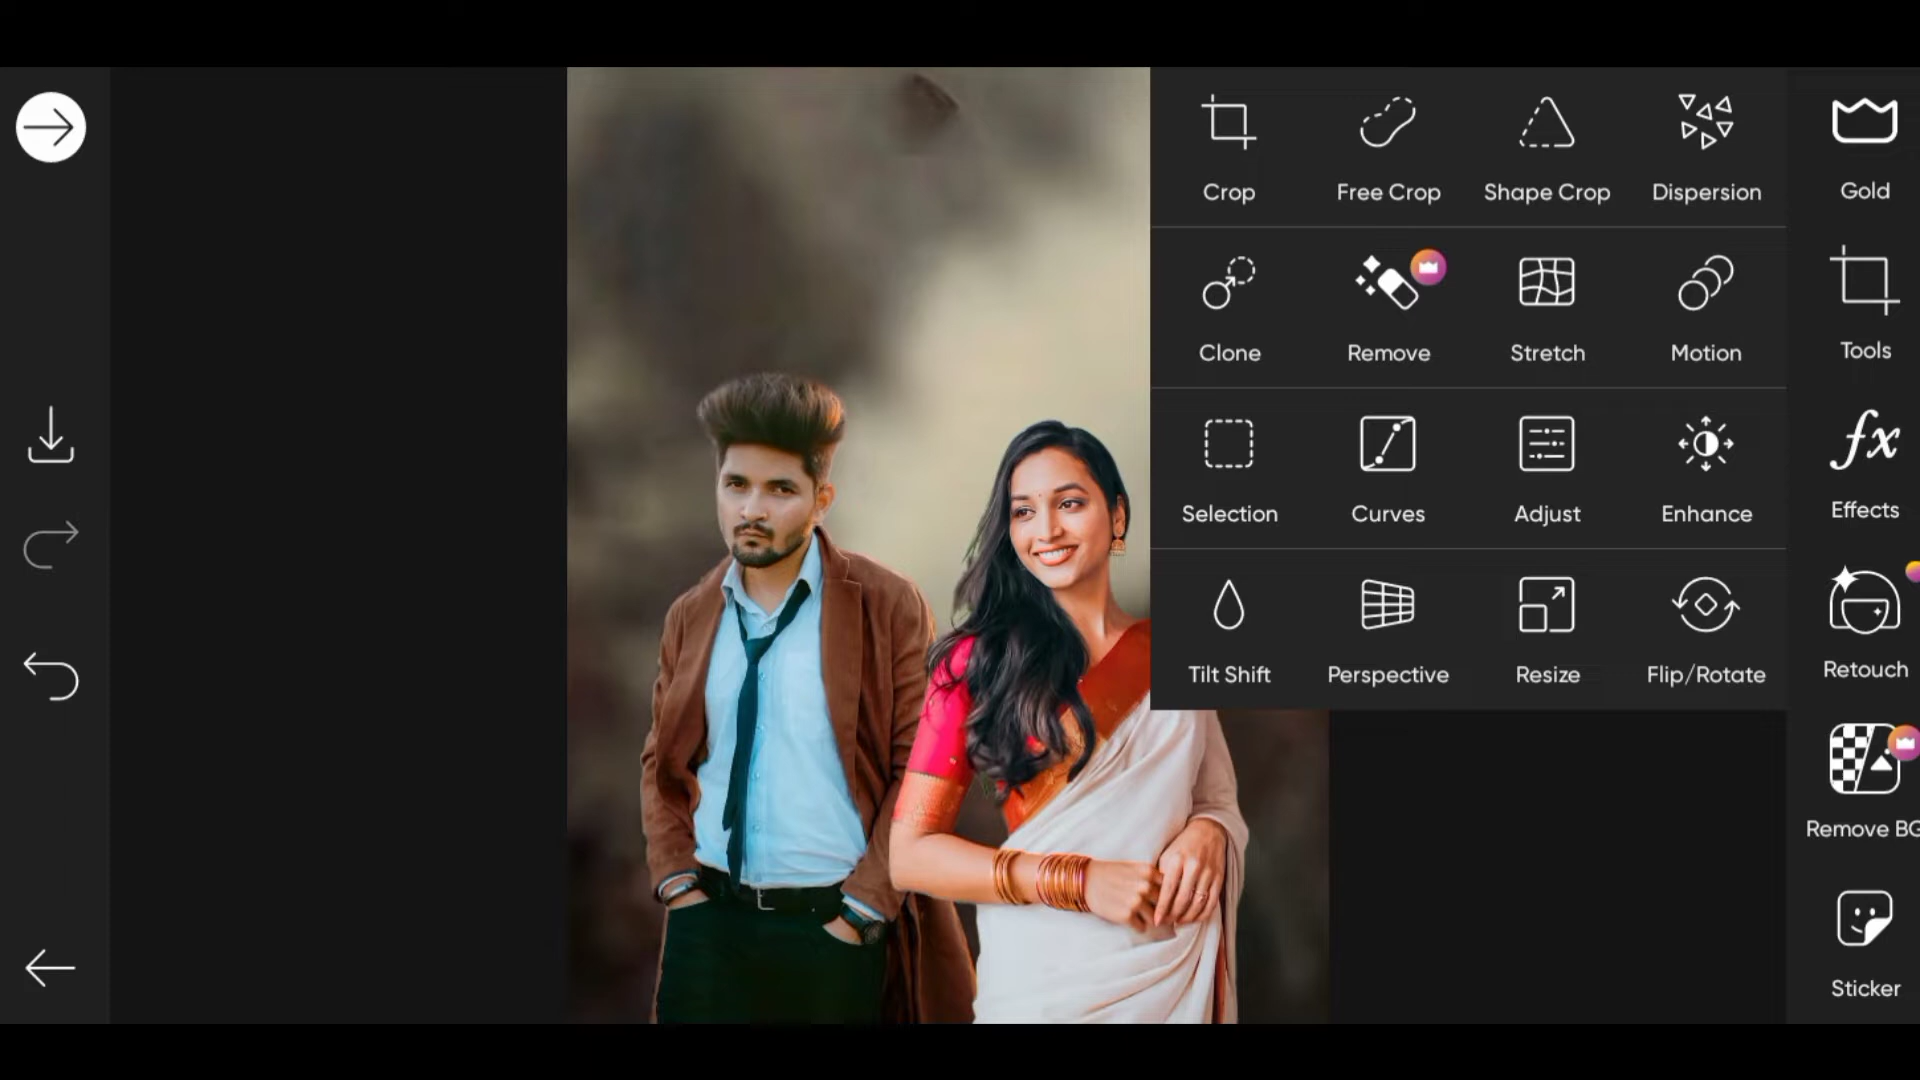 Crop Free Crop Shape Crop Dispersion
Clone Remove Stretch Motion
Selection Curves Adjust Enhance
Tilt Shift Perspective Resize Flip/Rotate
Gold
Tools
fx
Effects
Retouch
Remove BG
Sticker